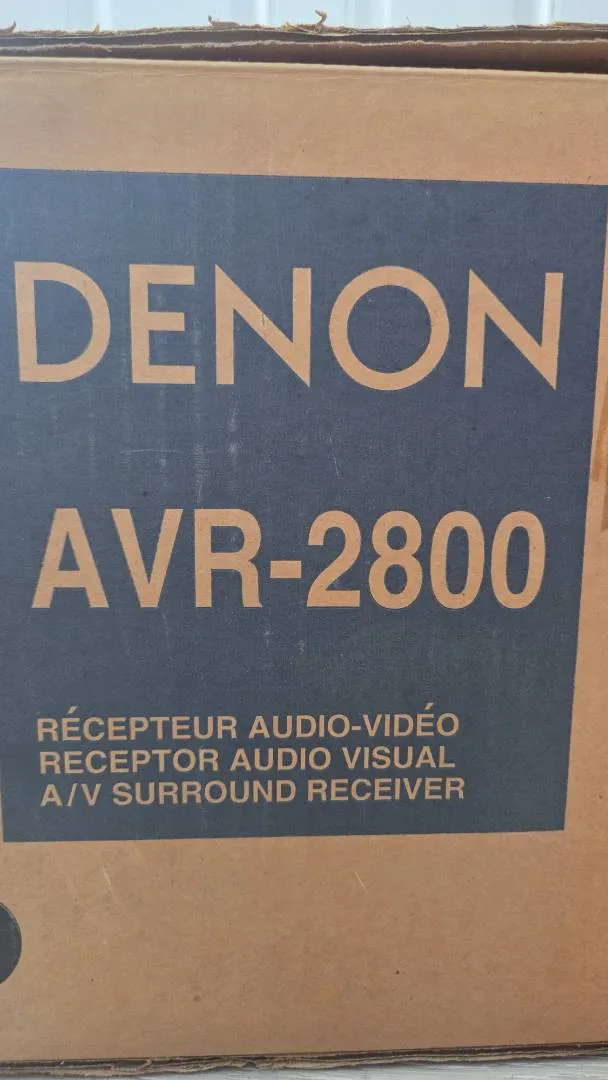 DENON
AVR-2800
RÉCEPTEUR AUDIO-VIDÉO
RECEPTOR AUDIO VISUAL
A/V SURROUND RECEIVER